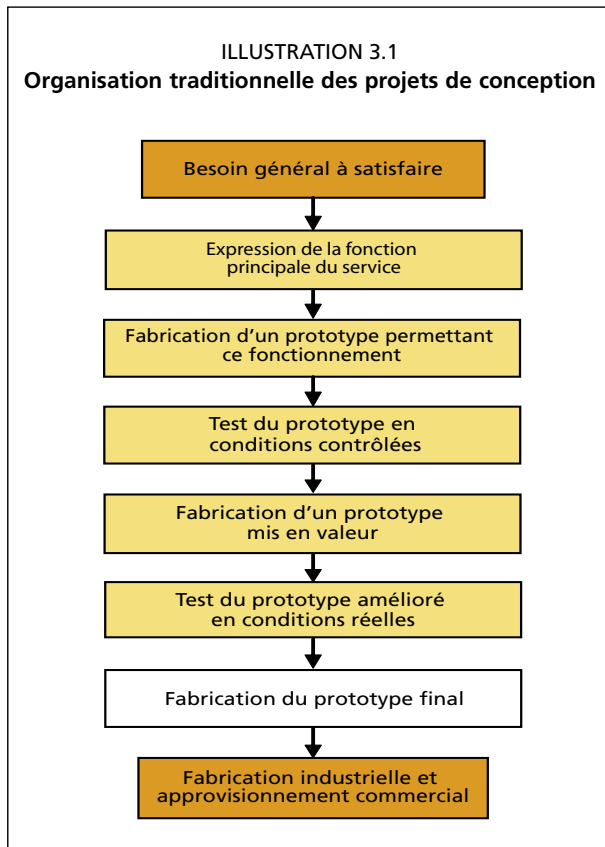 ILLUSTRATION 3.1
Organisation traditionnelle des projets de conception
Besoin général à satisfaire
Expression de la fonction
principale du service
Fabrication d'un prototype permettant
ce fonctionnement
Test du prototype en
conditions contrôlées
Fabrication d'un prototype
mis en valeur
Test du prototype amélioré
en conditions réelles
Fabrication du prototype final
Fabrication industrielle et
approvisionnement commercial